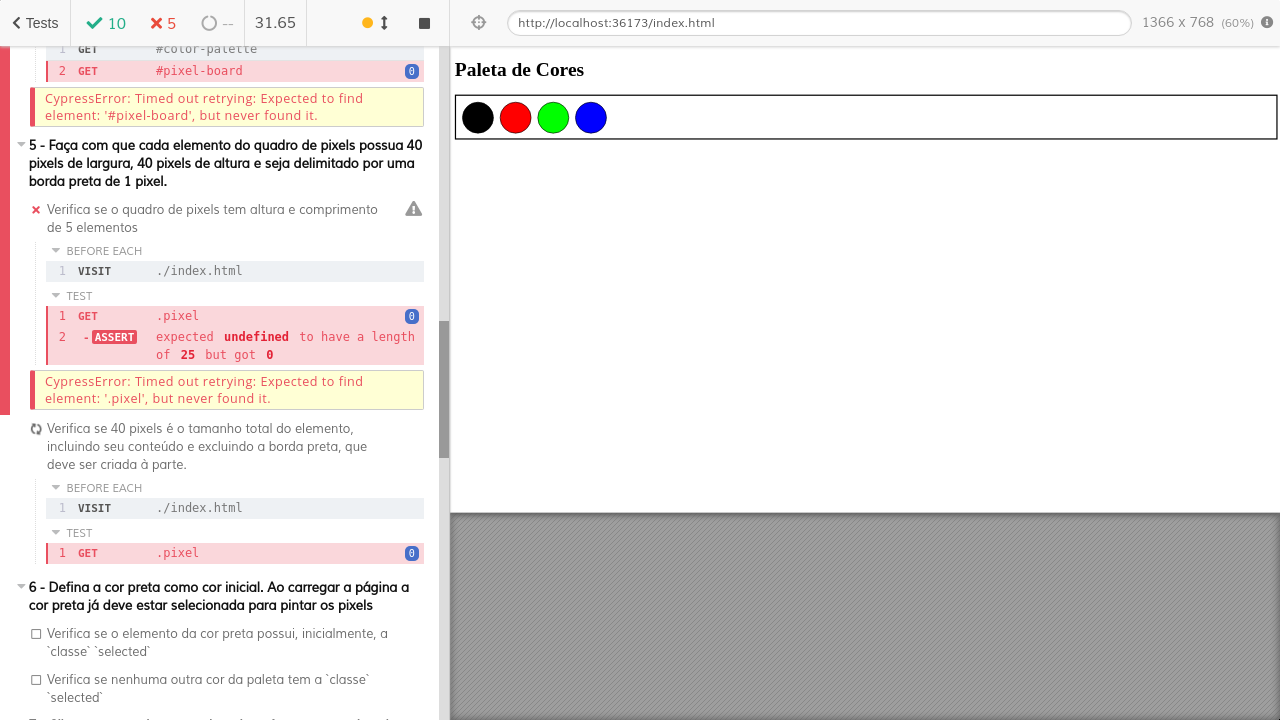 Tests
10
5
--
31.65
http://localhost:36173/index.html
1366 x 768 (60%)
1 GET #color-palette
2 GET #pixel-board 0
CypressError: Timed out retrying: Expected to find
element: '#pixel-board', but never found it.
5 - Faça com que cada elemento do quadro de pixels possua 40
pixels de largura, 40 pixels de altura e seja delimitado por uma
borda preta de 1 pixel.
Verifica se o quadro de pixels tem altura e comprimento
de 5 elementos
BEFORE EACH
1 VISIT ./index.html
TEST
1 GET .pixel 0
2 -ASSERT expected undefined to have a length
of 25 but got 0
CypressError: Timed out retrying: Expected to find
element: '.pixel', but never found it.
Verifica se 40 pixels é o tamanho total do elemento,
incluindo seu conteúdo e excluindo a borda preta, que
deve ser criada à parte.
BEFORE EACH
1 VISIT ./index.html
TEST
1 GET .pixel 0
6 - Defina a cor preta como cor inicial. Ao carregar a página a
cor preta já deve estar selecionada para pintar os pixels
Verifica se o elemento da cor preta possui, inicialmente, a
`classe` `selected`
Verifica se nenhuma outra cor da paleta tem a `classe`
`selected`
Paleta de Cores